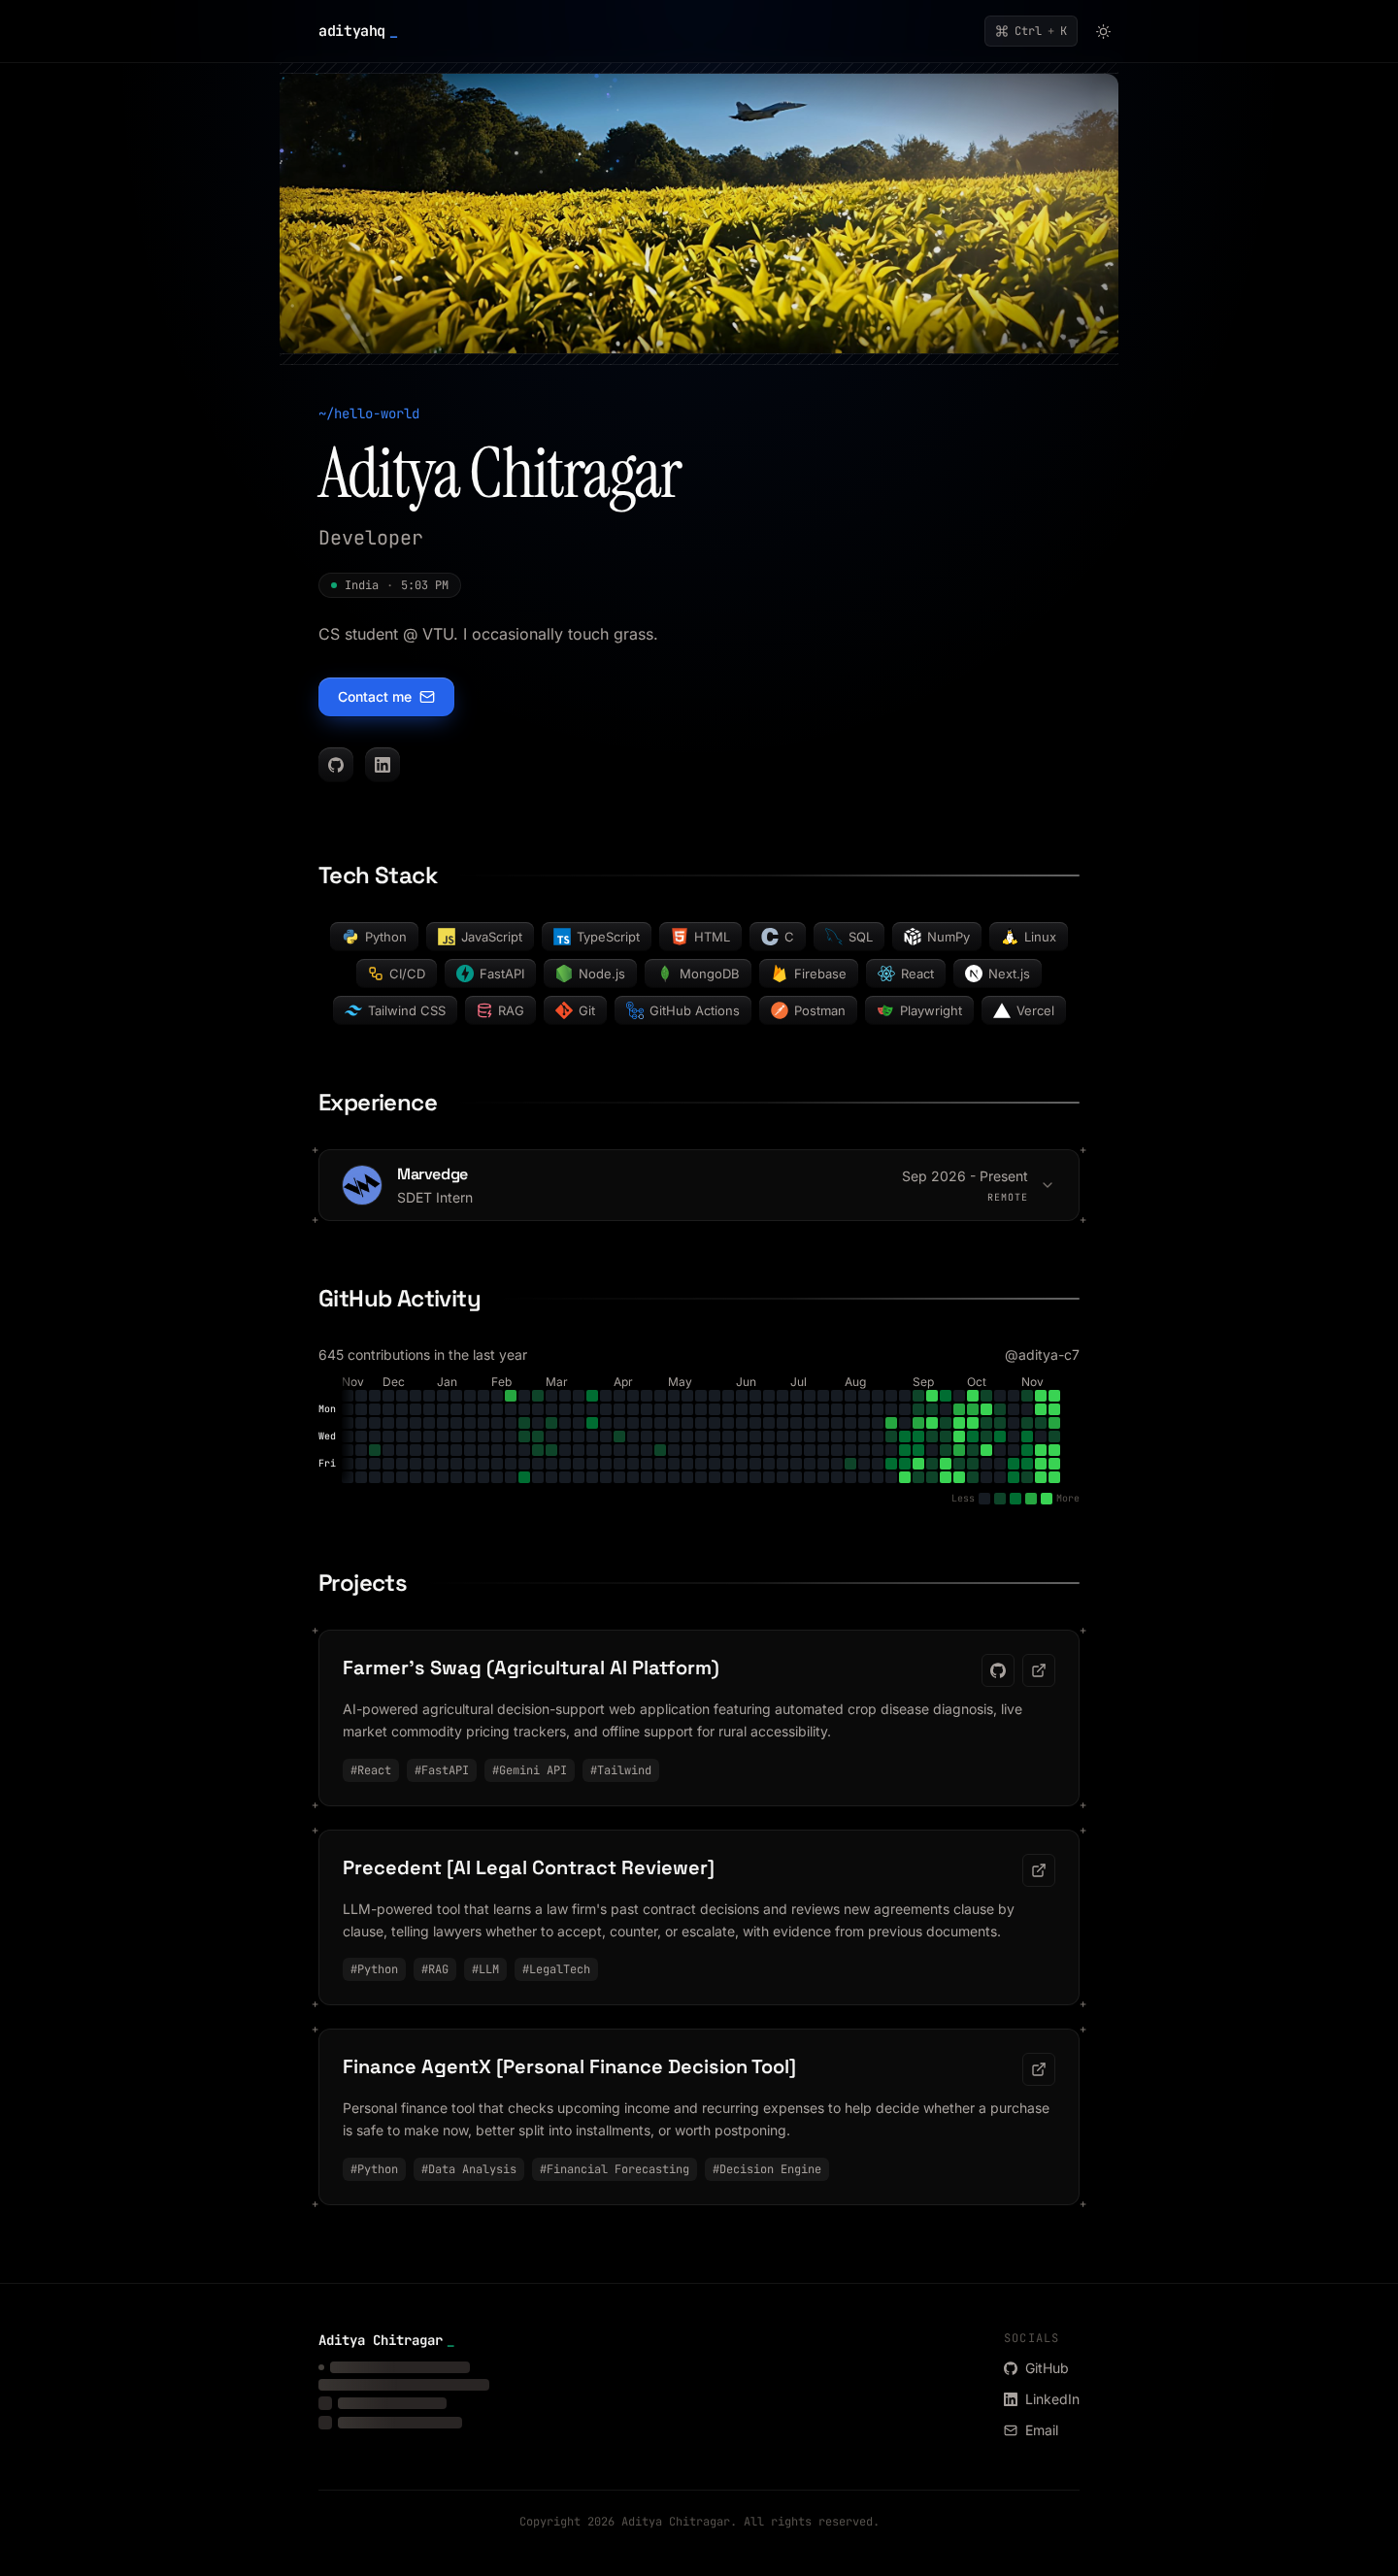 adityahq _
⌘ Ctrl + K
~/hello-world
Aditya Chitragar
Developer
India · 5:03 PM
CS student @ VTU. I occasionally touch grass.
Contact me
Tech Stack
Python JavaScript TypeScript HTML C SQL NumPy Linux
CI/CD FastAPI Node.js MongoDB Firebase React Next.js
Tailwind CSS RAG Git GitHub Actions Postman Playwright Vercel
Experience
Marvedge
Sep 2026 - Present
SDET Intern
REMOTE
GitHub Activity
645 contributions in the last year @aditya-c7
Nov Dec Jan Feb Mar Apr May Jun Jul Aug Sep Oct Nov
Mon
Wed
Fri
Less More
Projects
Farmer's Swag (Agricultural AI Platform)
AI-powered agricultural decision-support web application featuring automated crop disease diagnosis, live
market commodity pricing trackers, and offline support for rural accessibility.
#React #FastAPI #Gemini API #Tailwind
Precedent [AI Legal Contract Reviewer]
LLM-powered tool that learns a law firm's past contract decisions and reviews new agreements clause by
clause, telling lawyers whether to accept, counter, or escalate, with evidence from previous documents.
#Python #RAG #LLM #LegalTech
Finance AgentX [Personal Finance Decision Tool]
Personal finance tool that checks upcoming income and recurring expenses to help decide whether a purchase
is safe to make now, better split into installments, or worth postponing.
#Python #Data Analysis #Financial Forecasting #Decision Engine
Aditya Chitragar _
SOCIALS
GitHub
LinkedIn
Email
Copyright 2026 Aditya Chitragar. All rights reserved.